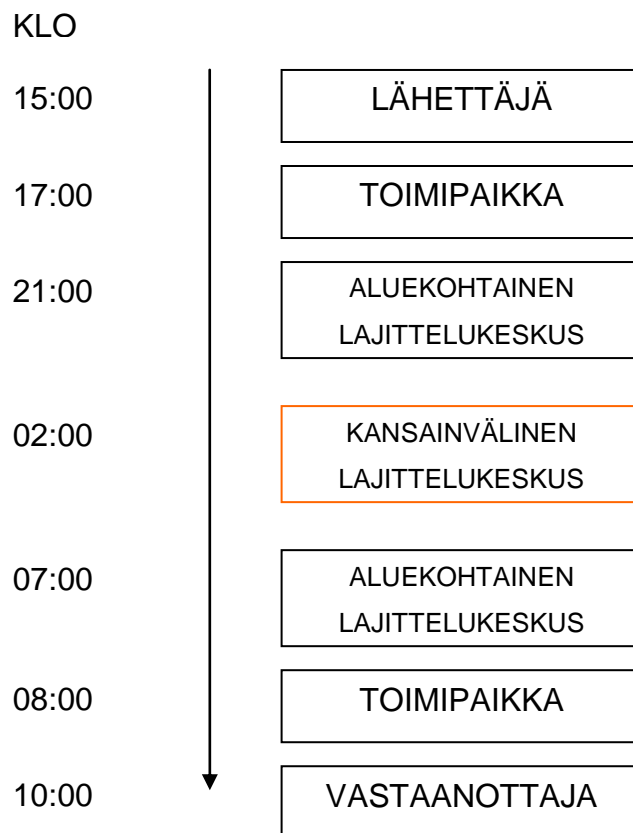 KLO
15:00 LÄHETTÄJÄ
17:00 TOIMIPAIKKA
21:00 ALUEKOHTAINEN
LAJITTELUKESKUS
02:00 KANSAINVÄLINEN
LAJITTELUKESKUS
07:00 ALUEKOHTAINEN
LAJITTELUKESKUS
08:00 TOIMIPAIKKA
10:00 VASTAANOTTAJA